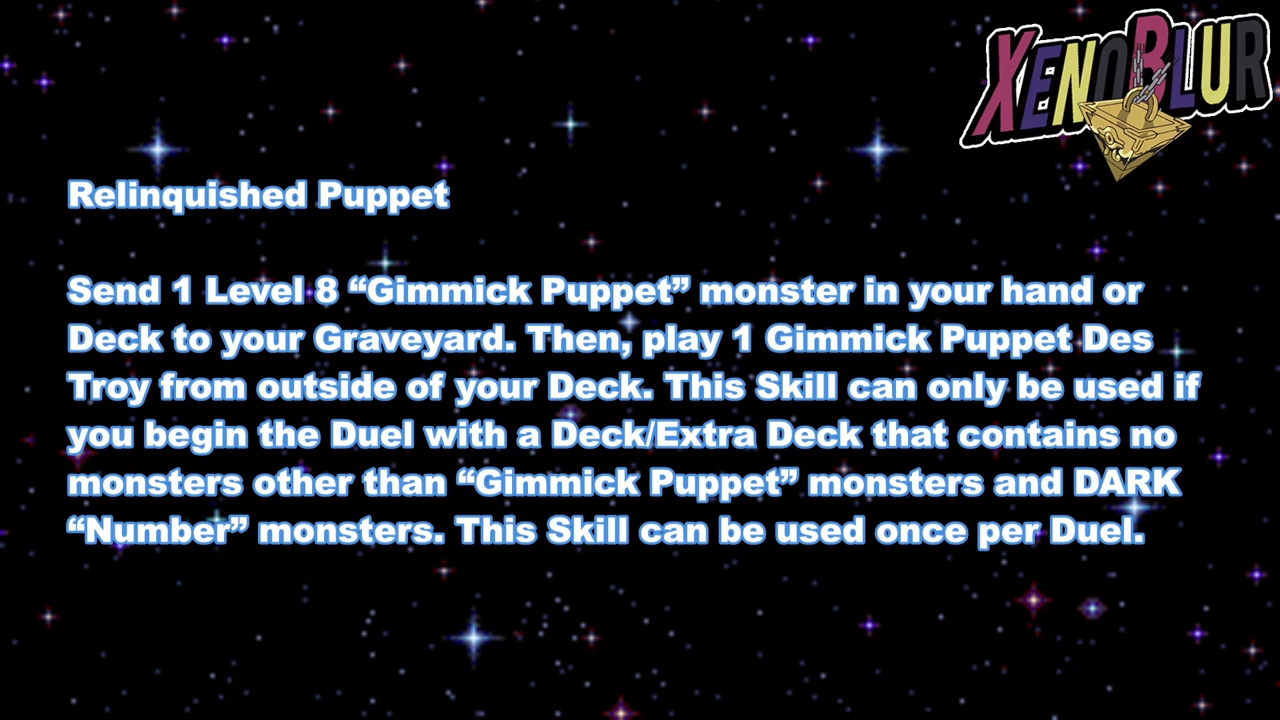 XENOBLUR
Relinquished Puppet
Send 1 Level 8 “Gimmick Puppet” monster in your hand or
Deck to your Graveyard. Then, play 1 Gimmick Puppet Des
Troy from outside of your Deck. This Skill can only be used if
you begin the Duel with a Deck/Extra Deck that contains no
monsters other than “Gimmick Puppet” monsters and DARK
“Number” monsters. This Skill can be used once per Duel.